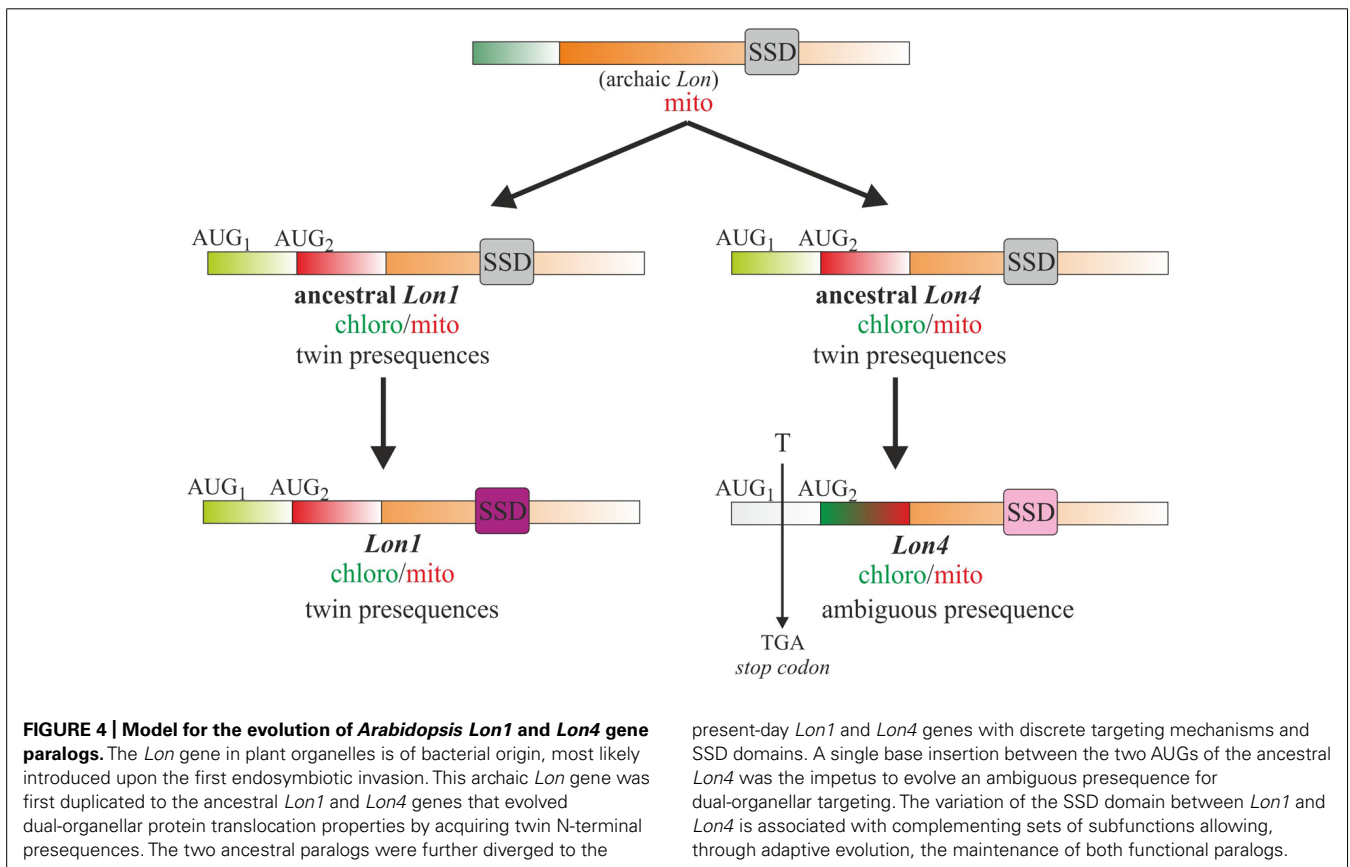 SSD
(archaic Lon)
mito
AUG₁ AUG₂
SSD
ancestral Lon1
chloro/mito
twin presequences
AUG₁ AUG₂
SSD
ancestral Lon4
chloro/mito
twin presequences
AUG₁ AUG₂
SSD
Lon1
chloro/mito
twin presequences
T
AUG₁ AUG₂
SSD
Lon4
chloro/mito
ambiguous presequence
TGA
stop codon
FIGURE 4 | Model for the evolution of Arabidopsis Lon1 and Lon4 gene
paralogs. The Lon gene in plant organelles is of bacterial origin, most likely
introduced upon the first endosymbiotic invasion. This archaic Lon gene was
first duplicated to the ancestral Lon1 and Lon4 genes that evolved
dual-organellar protein translocation properties by acquiring twin N-terminal
presequences. The two ancestral paralogs were further diverged to the
present-day Lon1 and Lon4 genes with discrete targeting mechanisms and
SSD domains. A single base insertion between the two AUGs of the ancestral
Lon4 was the impetus to evolve an ambiguous presequence for
dual-organellar targeting. The variation of the SSD domain between Lon1 and
Lon4 is associated with complementing sets of subfunctions allowing,
through adaptive evolution, the maintenance of both functional paralogs.